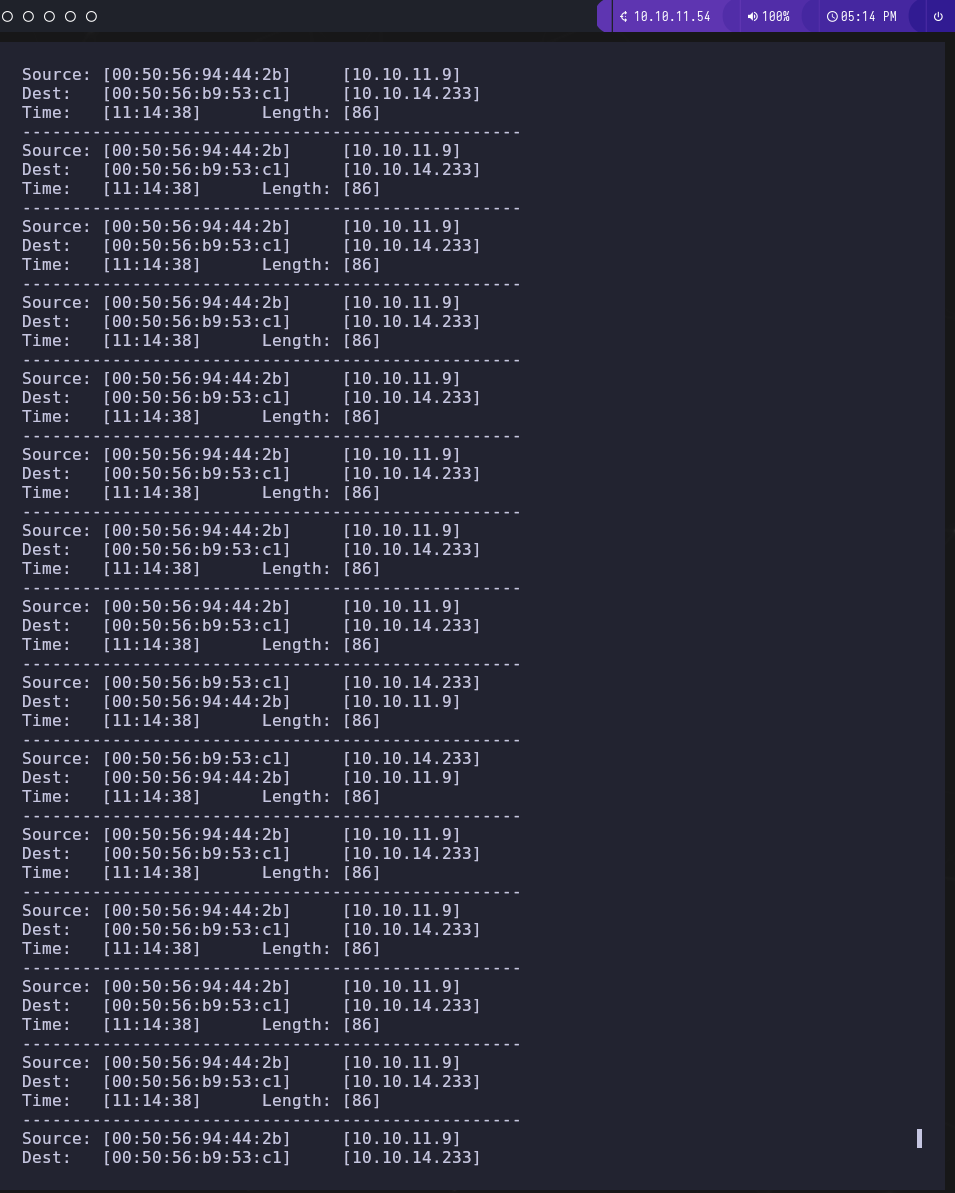 10.10.11.54 100% 05:14 PM
Source: [00:50:56:94:44:2b] [10.10.11.9]
Dest: [00:50:56:b9:53:c1] [10.10.14.233]
Time: [11:14:38] Length: [86]
--------------------------------------------------
Source: [00:50:56:94:44:2b] [10.10.11.9]
Dest: [00:50:56:b9:53:c1] [10.10.14.233]
Time: [11:14:38] Length: [86]
--------------------------------------------------
Source: [00:50:56:94:44:2b] [10.10.11.9]
Dest: [00:50:56:b9:53:c1] [10.10.14.233]
Time: [11:14:38] Length: [86]
--------------------------------------------------
Source: [00:50:56:94:44:2b] [10.10.11.9]
Dest: [00:50:56:b9:53:c1] [10.10.14.233]
Time: [11:14:38] Length: [86]
--------------------------------------------------
Source: [00:50:56:94:44:2b] [10.10.11.9]
Dest: [00:50:56:b9:53:c1] [10.10.14.233]
Time: [11:14:38] Length: [86]
--------------------------------------------------
Source: [00:50:56:94:44:2b] [10.10.11.9]
Dest: [00:50:56:b9:53:c1] [10.10.14.233]
Time: [11:14:38] Length: [86]
--------------------------------------------------
Source: [00:50:56:94:44:2b] [10.10.11.9]
Dest: [00:50:56:b9:53:c1] [10.10.14.233]
Time: [11:14:38] Length: [86]
--------------------------------------------------
Source: [00:50:56:94:44:2b] [10.10.11.9]
Dest: [00:50:56:b9:53:c1] [10.10.14.233]
Time: [11:14:38] Length: [86]
--------------------------------------------------
Source: [00:50:56:b9:53:c1] [10.10.14.233]
Dest: [00:50:56:94:44:2b] [10.10.11.9]
Time: [11:14:38] Length: [86]
--------------------------------------------------
Source: [00:50:56:b9:53:c1] [10.10.14.233]
Dest: [00:50:56:94:44:2b] [10.10.11.9]
Time: [11:14:38] Length: [86]
--------------------------------------------------
Source: [00:50:56:94:44:2b] [10.10.11.9]
Dest: [00:50:56:b9:53:c1] [10.10.14.233]
Time: [11:14:38] Length: [86]
--------------------------------------------------
Source: [00:50:56:94:44:2b] [10.10.11.9]
Dest: [00:50:56:b9:53:c1] [10.10.14.233]
Time: [11:14:38] Length: [86]
--------------------------------------------------
Source: [00:50:56:94:44:2b] [10.10.11.9]
Dest: [00:50:56:b9:53:c1] [10.10.14.233]
Time: [11:14:38] Length: [86]
--------------------------------------------------
Source: [00:50:56:94:44:2b] [10.10.11.9]
Dest: [00:50:56:b9:53:c1] [10.10.14.233]
Time: [11:14:38] Length: [86]
--------------------------------------------------
Source: [00:50:56:94:44:2b] [10.10.11.9]
Dest: [00:50:56:b9:53:c1] [10.10.14.233]